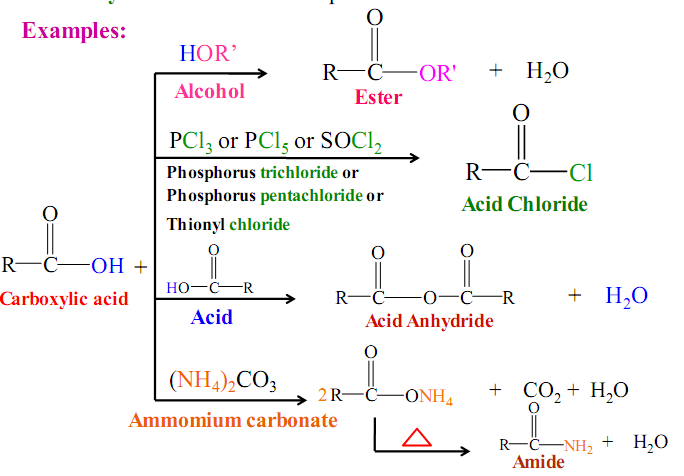 Examples:
O
HOR’
R—C—OR' + H₂O
Alcohol
Ester
O
PCl₃ or PCl₅ or SOCl₂
R—C—Cl
Phosphorus trichloride or
Phosphorus pentachloride or
Acid Chloride
Thionyl chloride
O
R—C—OH +
Carboxylic acid
O
HO—C—R
Acid
O O
R—C—O—C—R + H₂O
Acid Anhydride
(NH₄)₂CO₃
Ammomium carbonate
O
2R—C—ONH₄ + CO₂ + H₂O
△
O
R—C—NH₂ + H₂O
Amide